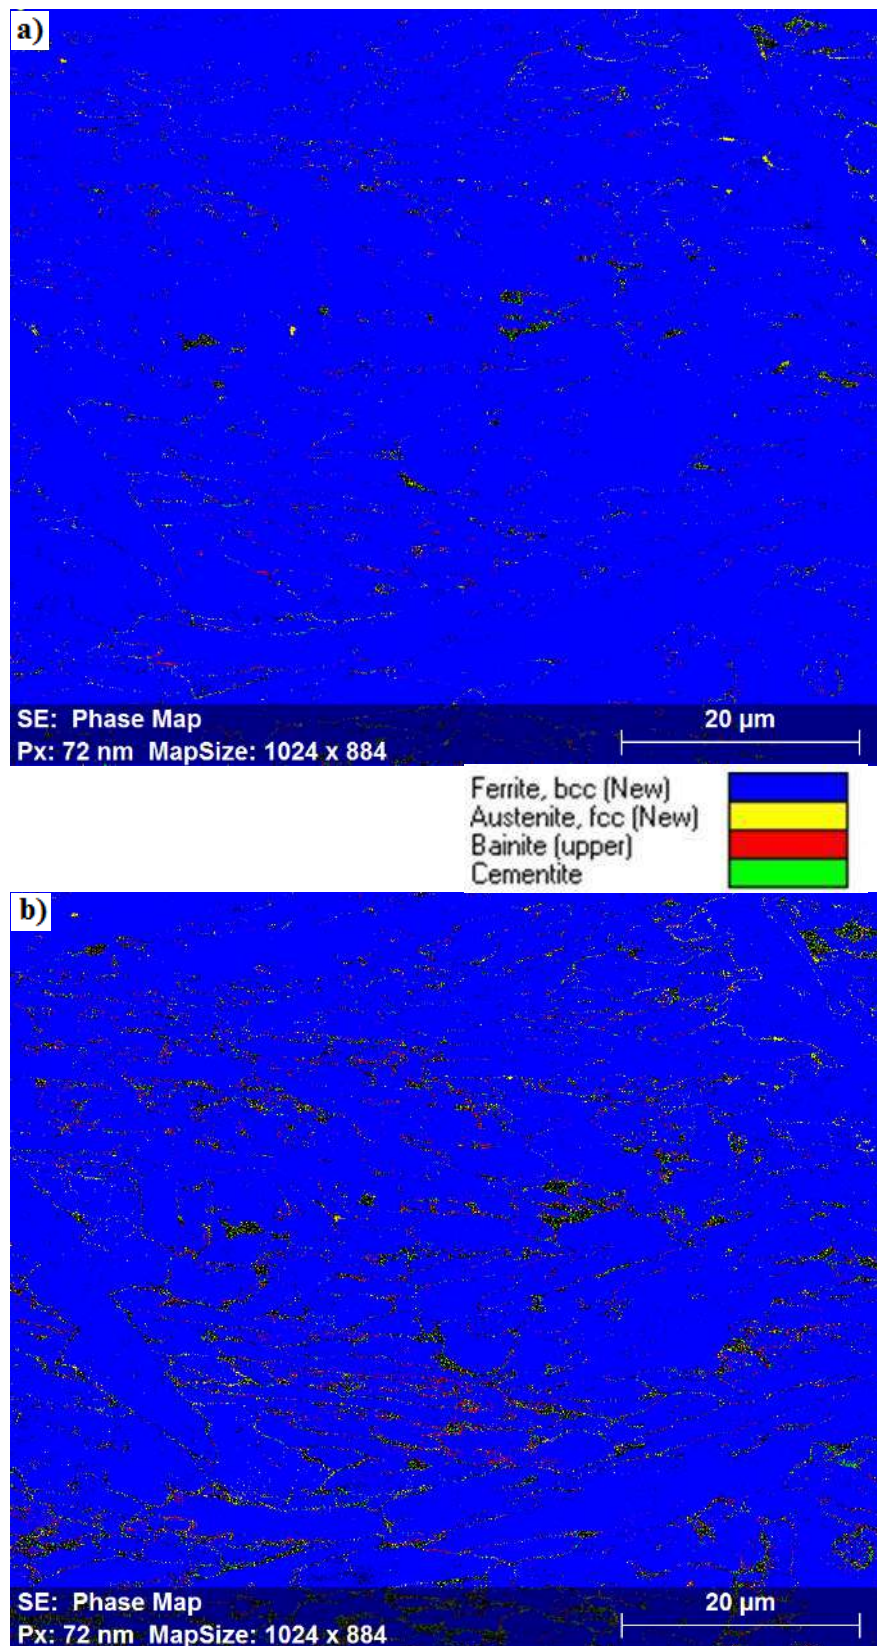 a)
SE: Phase Map
Px: 72 nm MapSize: 1024 x 884
20 µm
Ferrite, bcc (New)
Austenite, fcc (New)
Bainite (upper)
Cementite
b)
SE: Phase Map
Px: 72 nm MapSize: 1024 x 884
20 µm